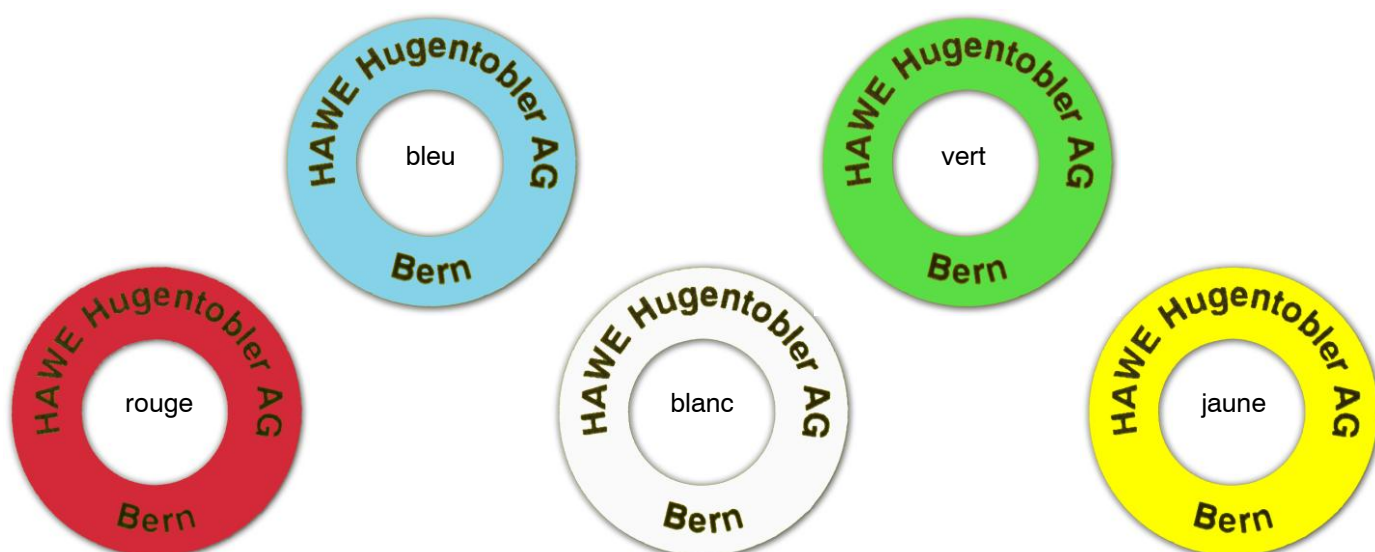 HAWE Hugentobler AG
bleu
Bern
HAWE Hugentobler AG
vert
Bern
HAWE Hugentobler AG
rouge
Bern
HAWE Hugentobler AG
blanc
Bern
HAWE Hugentobler AG
jaune
Bern